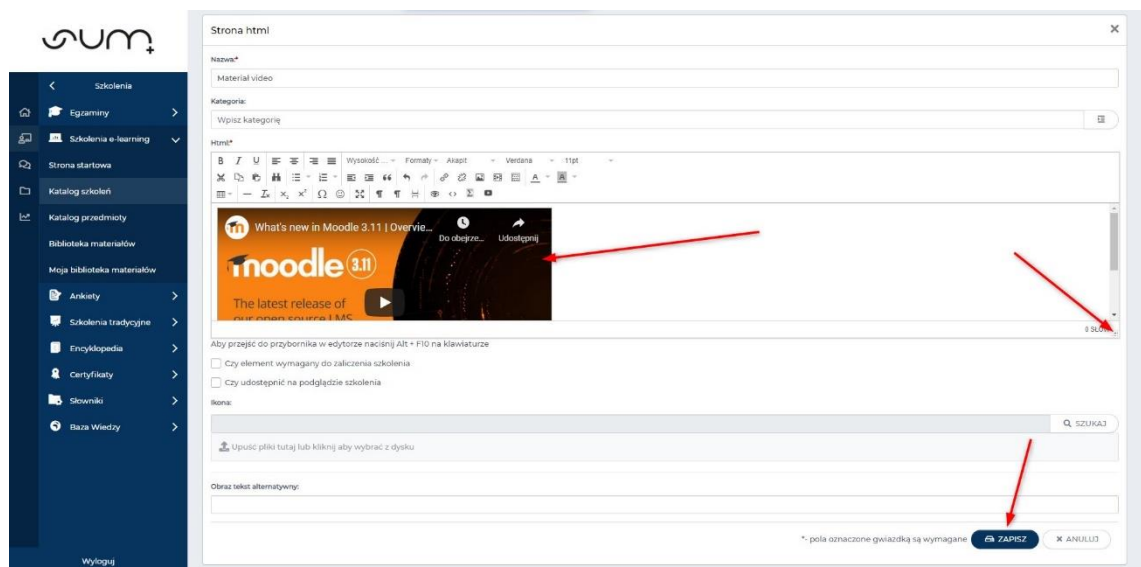 sum
Szkolenia
Egzaminy
Szkolenia e-learning
Strona startowa
Katalog szkoleń
Katalog przedmioty
Biblioteka materiałów
Moja biblioteka materiałów
Ankiety
Szkolenia tradycyjne
Encyklopedia
Certyfikaty
Słowniki
Baza Wiedzy
Wyloguj
Strona html
Nazwa:*
Materiał video
Kategoria:
Wpisz kategorię
Html:*
B I U Wysokość ... Formaty Akapit Verdana 11pt
What's new in Moodle 3.11 | Overvie...
Do obejrze... Udostępnij
moodle 3.11
The latest release of
our open source LMS
0 SŁÓW
Aby przejść do przybornika w edytorze naciśnij Alt + F10 na klawiaturze
Czy element wymagany do zaliczenia szkolenia
Czy udostępnić na podglądzie szkolenia
Ikona:
SZUKAJ
Upuść pliki tutaj lub kliknij aby wybrać z dysku
Obraz tekst alternatywny:
*- pola oznaczone gwiazdką są wymagane ZAPISZ ANULUJ